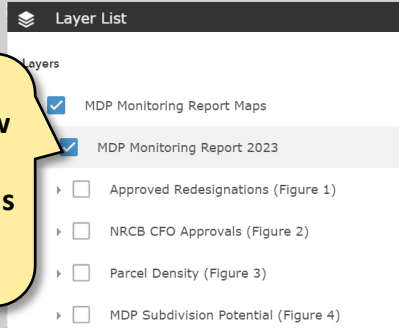 Layer List
Layers
MDP Monitoring Report Maps
MDP Monitoring Report 2023
Approved Redesignations (Figure 1)
NRCB CFO Approvals (Figure 2)
Parcel Density (Figure 3)
MDP Subdivision Potential (Figure 4)